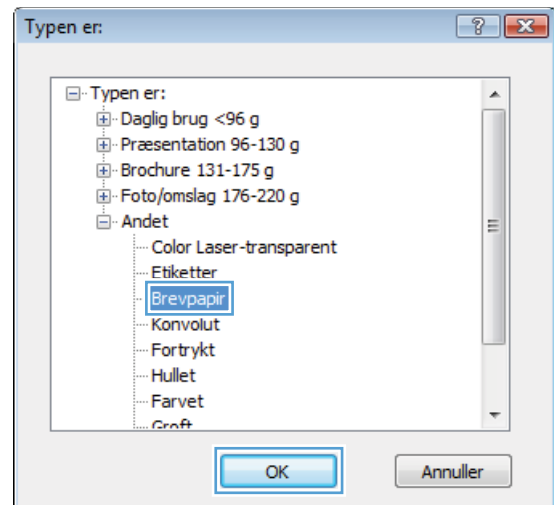 Typen er:
Typen er:
Daglig brug <96 g
Præsentation 96-130 g
Brochure 131-175 g
Foto/omslag 176-220 g
Andet
Color Laser-transparent
Etiketter
Brevpapir
Konvolut
Fortrykt
Hullet
Farvet
Groft
OK Annuller